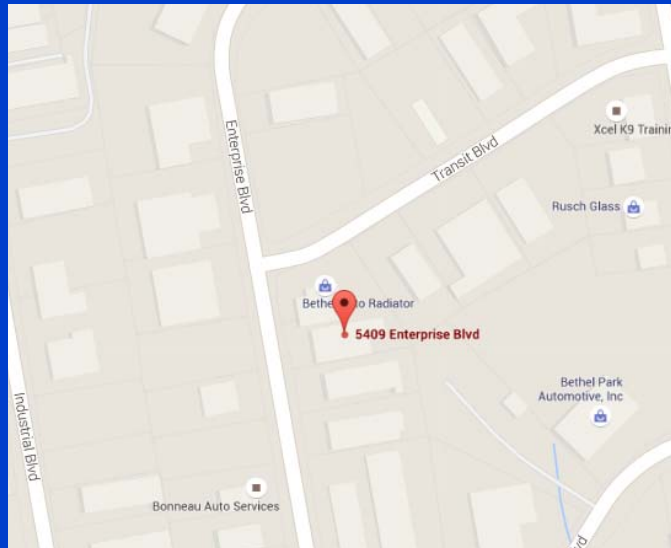 Enterprise Blvd
Transit Blvd
Xcel K9 Trainin
Rusch Glass
Radiator
5409 Enterprise Blvd
Bethel Park
Automotive, Inc
Industrial Blvd
Bonneau Auto Services
vd